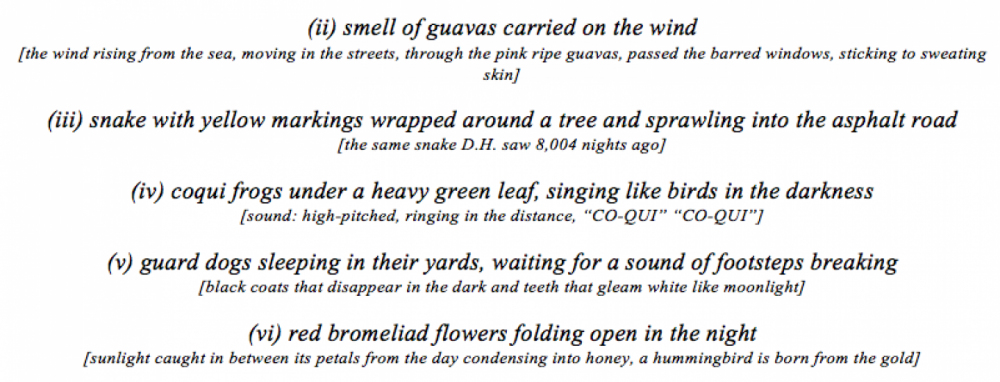 (ii) smell of guavas carried on the wind
[the wind rising from the sea, moving in the streets, through the pink ripe guavas, passed the barred windows, sticking to sweating
skin]
(iii) snake with yellow markings wrapped around a tree and sprawling into the asphalt road
[the same snake D.H. saw 8,004 nights ago]
(iv) coqui frogs under a heavy green leaf, singing like birds in the darkness
[sound: high-pitched, ringing in the distance, “CO-QUI” “CO-QUI”]
(v) guard dogs sleeping in their yards, waiting for a sound of footsteps breaking
[black coats that disappear in the dark and teeth that gleam white like moonlight]
(vi) red bromeliad flowers folding open in the night
[sunlight caught in between its petals from the day condensing into honey, a hummingbird is born from the gold]